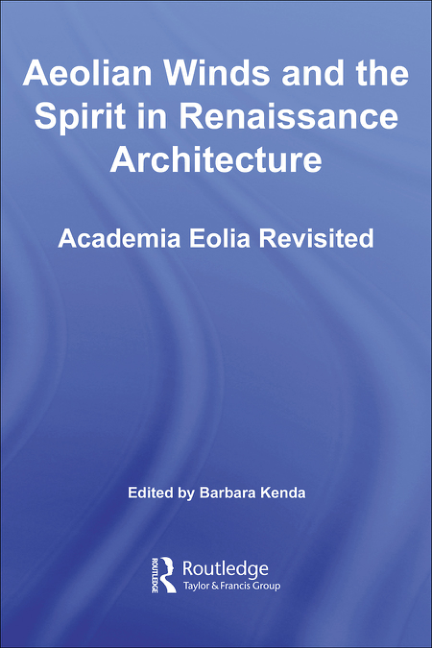 Aeolian Winds and the
Spirit in Renaissance
Architecture
Academia Eolia Revisited
Edited by Barbara Kenda
ROUTLEDGE
Routledge
Taylor & Francis Group